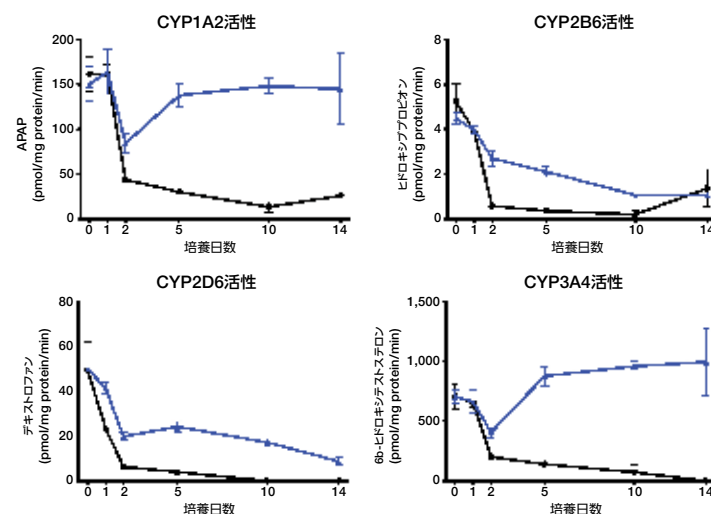 CYP1A2活性
APAP
(pmol/mg protein/min)
200
150
100
50
0
0 1 2 5 10 14
培養日数
CYP2B6活性
ヒドロキシブプロピオン
(pmol/mg protein/min)
8
6
4
2
0
0 1 2 5 10 14
培養日数
CYP2D6活性
デキストロファン
(pmol/mg protein/min)
80
60
40
20
0
0 1 2 5 10 14
培養日数
CYP3A4活性
6b-ヒドロキシテストステロン
(pmol/mg protein/min)
1,500
1,000
500
0
0 1 2 5 10 14
培養日数